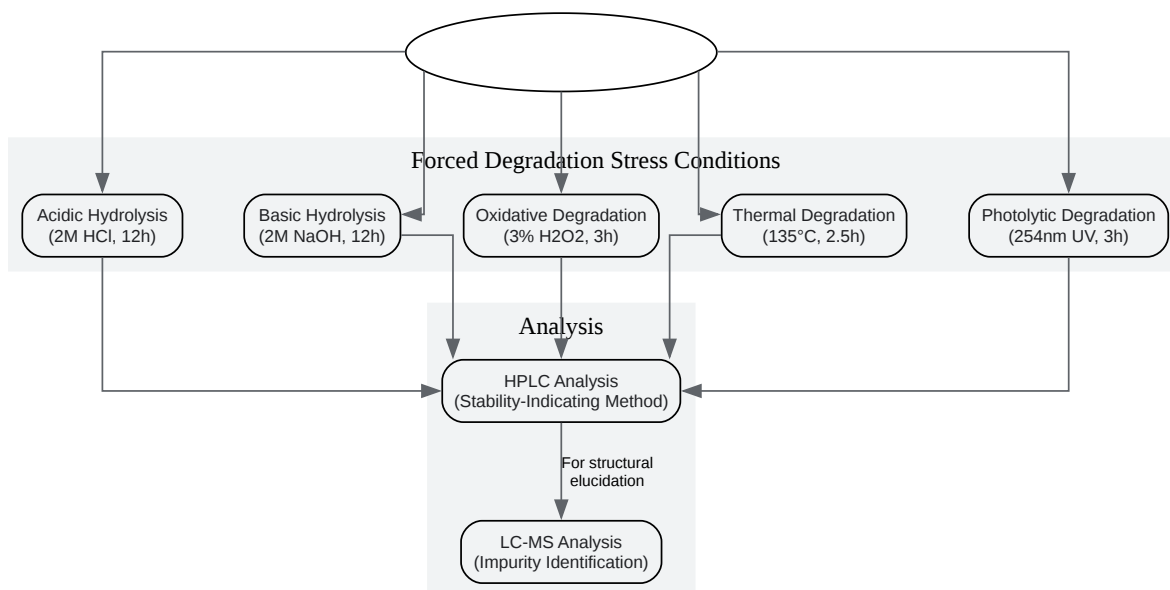 Forced Degradation Stress Conditions
Acidic Hydrolysis
(2M HCl, 12h)
Basic Hydrolysis
(2M NaOH, 12h)
Oxidative Degradation
(3% H2O2, 3h)
Thermal Degradation
(135°C, 2.5h)
Photolytic Degradation
(254nm UV, 3h)
Analysis
HPLC Analysis
(Stability-Indicating Method)
For structural
elucidation
LC-MS Analysis
(Impurity Identification)